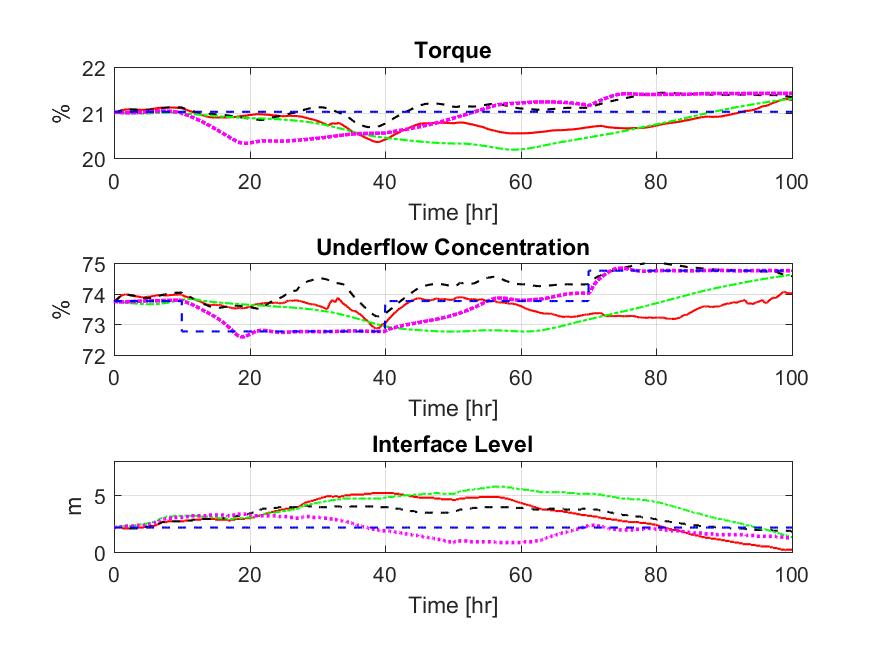 Torque
22
21
20
%
0 20 40 60 80 100
Time [hr]
Underflow Concentration
75
74
73
72
%
0 20 40 60 80 100
Time [hr]
Interface Level
5
0
m
0 20 40 60 80 100
Time [hr]